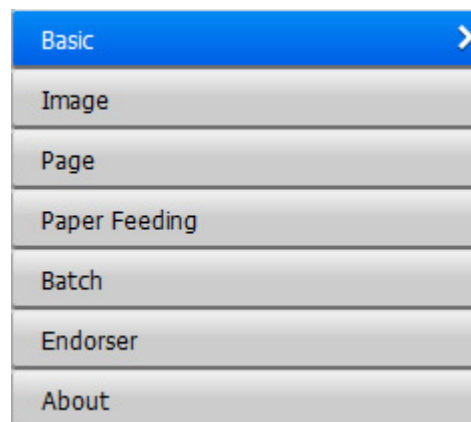 Basic
Image
Page
Paper Feeding
Batch
Endorser
About